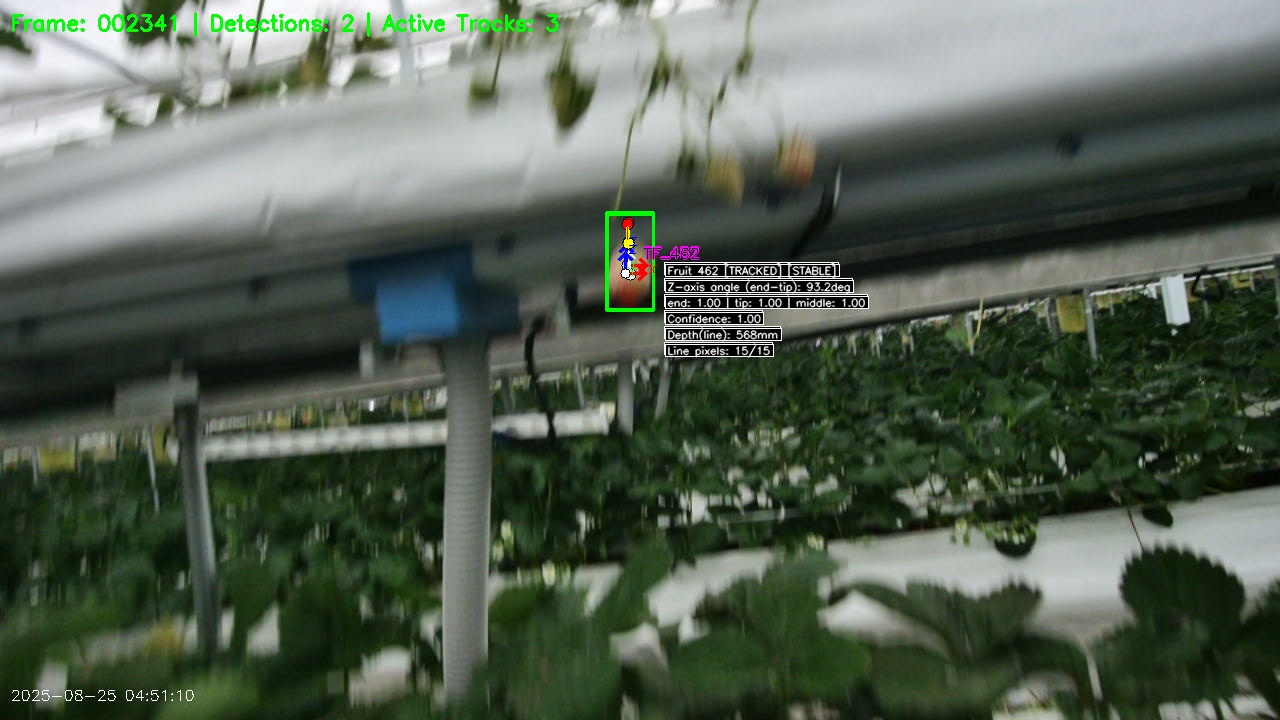 Frame: 002341 | Detections: 2 | Active Tracks: 3
TF_462
Fruit 462 [TRACKED] [STABLE]
Z-axis angle (end-tip): 93.2deg
end: 1.00 | tip: 1.00 | middle: 1.00
Confidence: 1.00
Depth(line): 568mm
Line pixels: 15/15
2025-08-25 04:51:10